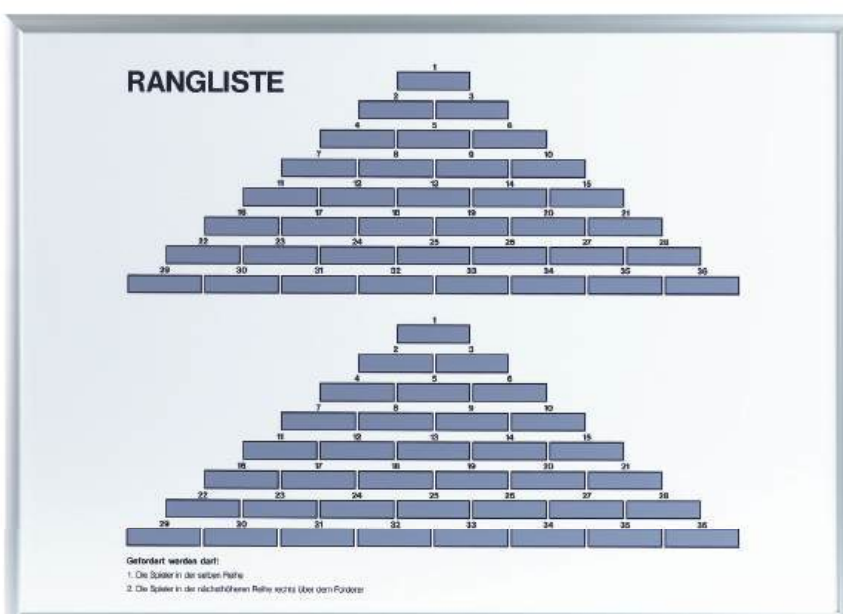 RANGLISTE
1
2 3
4 5 6
7 8 9 10
11 12 13 14 15
16 17 18 19 20 21
22 23 24 25 26 27 28
29 30 31 32 33 34 35 36
1
2 3
4 5 6
7 8 9 10
11 12 13 14 15
16 17 18 19 20 21
22 23 24 25 26 27 28
29 30 31 32 33 34 35 36
Gefordert werden darf:
1. Die Spieler in der selben Reihe
2. Die Spieler in der nächsthöheren Reihe rechts über dem Forderer